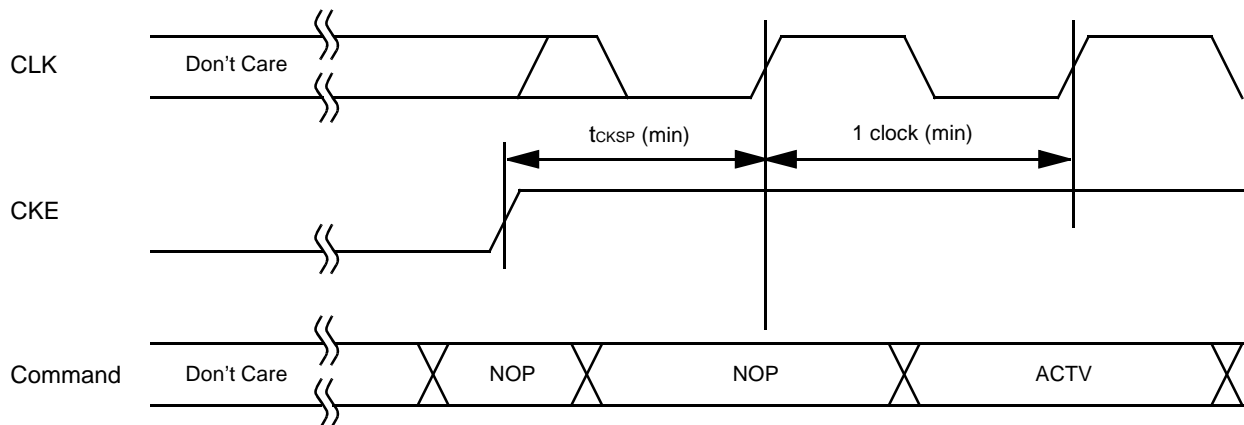 CLK
Don't Care
tCKSP (min)
1 clock (min)
CKE
Command
Don't Care
NOP
NOP
ACTV